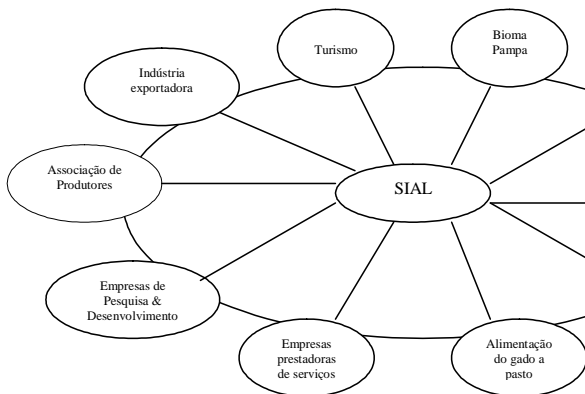 Turismo
Bioma
Pampa
Indústria
exportadora
Associação de
Produtores
SIAL
Empresas de
Pesquisa &
Desenvolvimento
Empresas
prestadoras
de serviços
Alimentação
do gado a
pasto